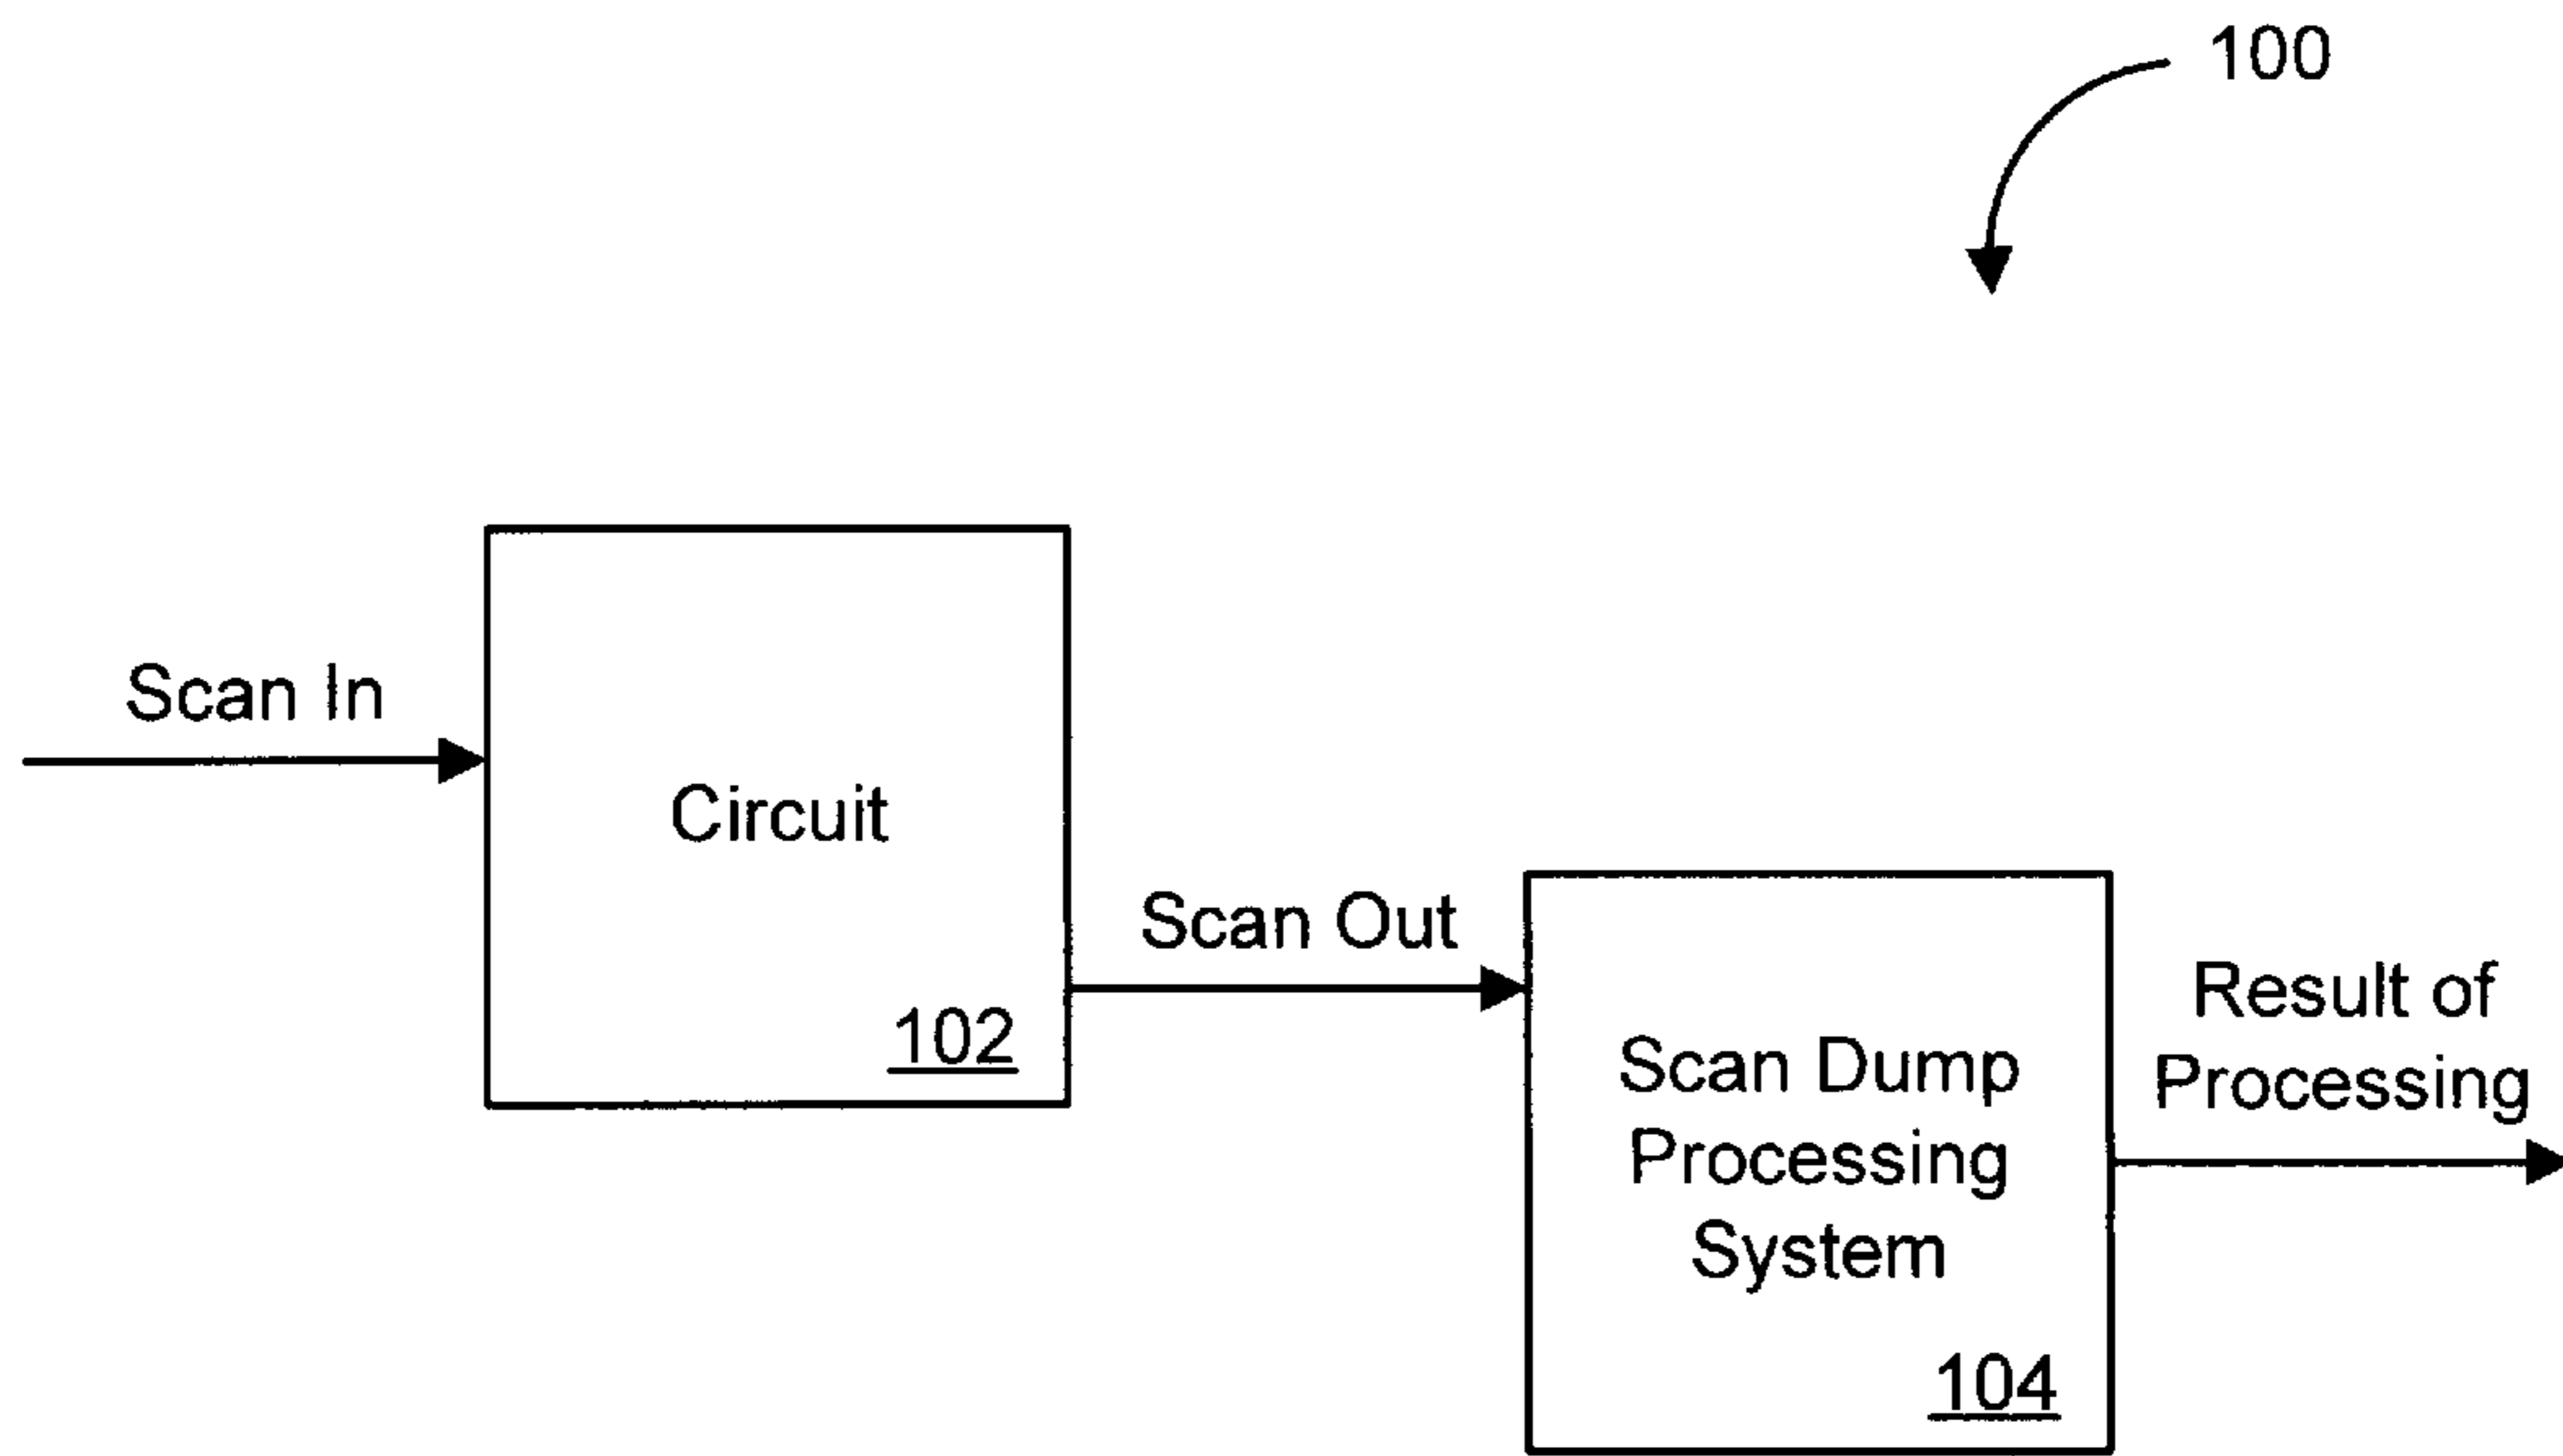 100
Scan In
Circuit
102
Scan Out
Scan Dump
Processing
System
104
Result of
Processing